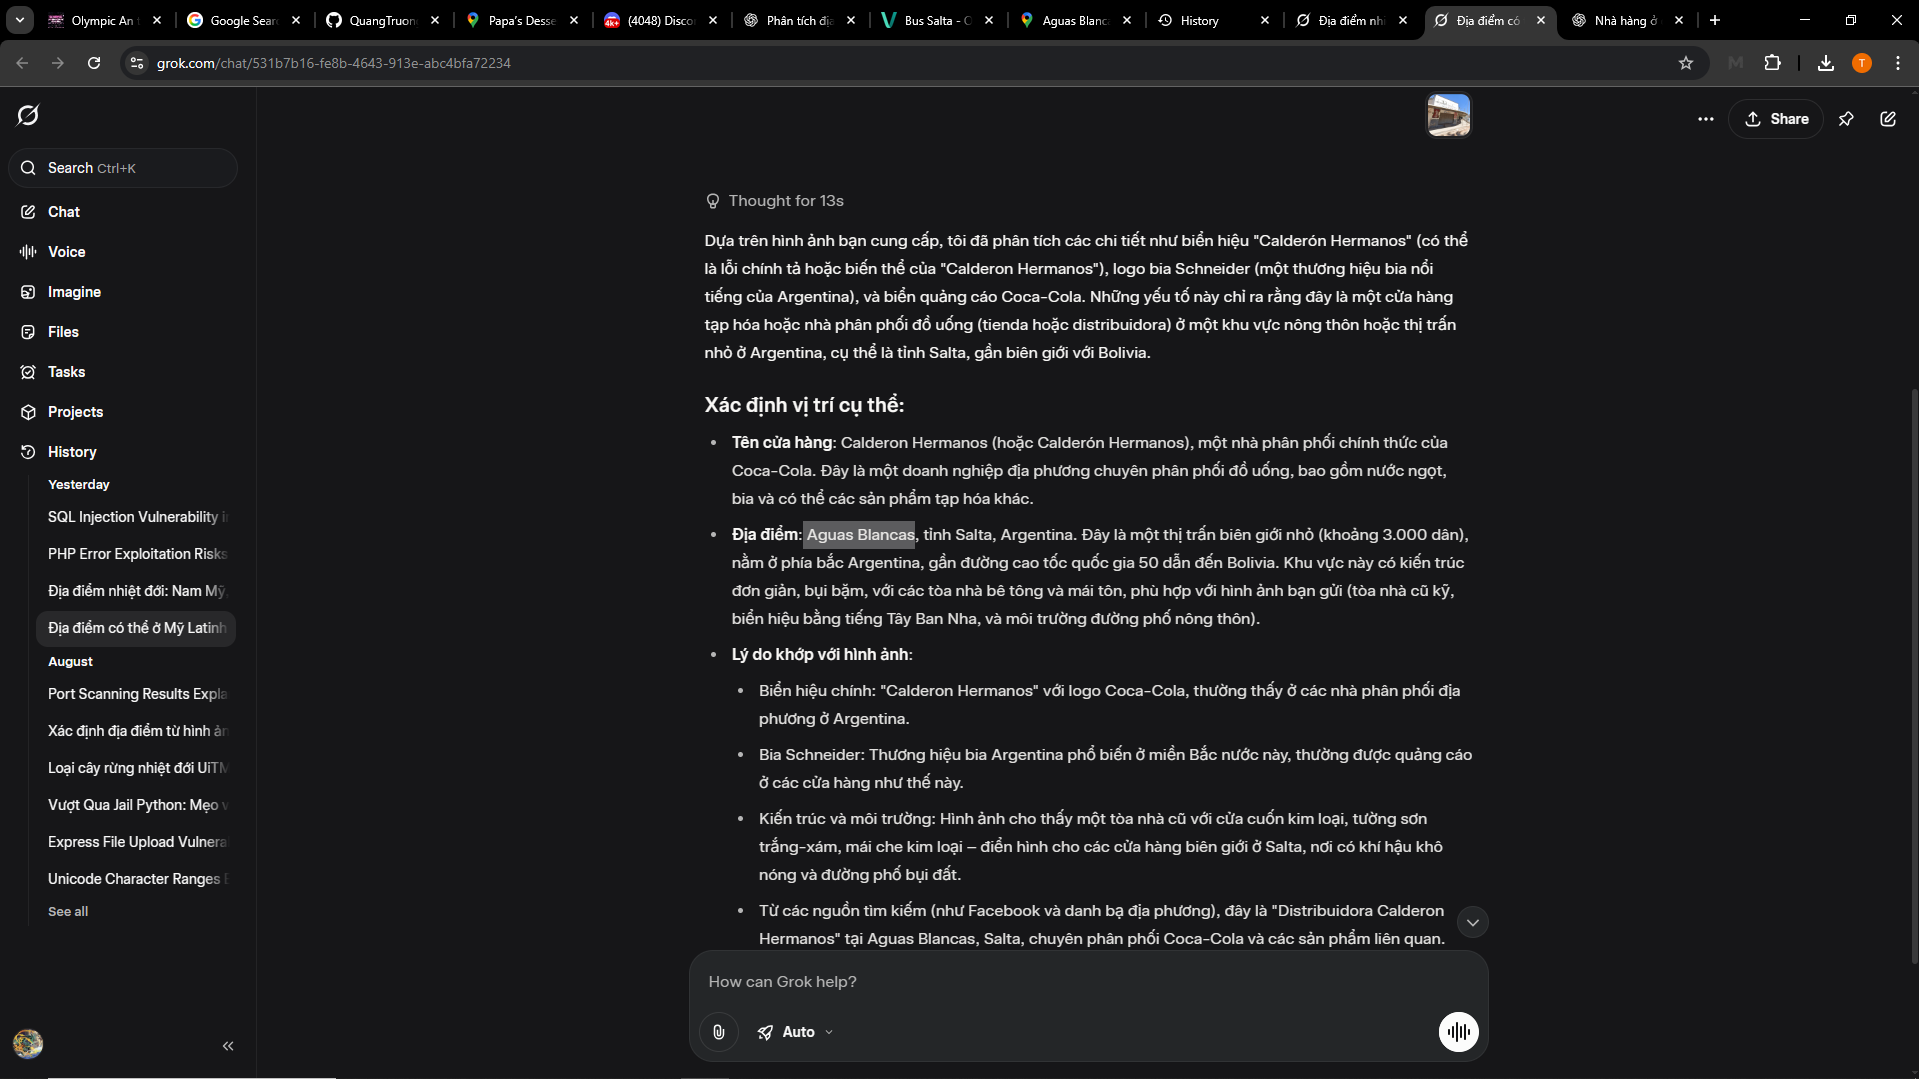 Olympic An t
Google Sear
QuangTruon
Papa's Desse
(4048) Disco
Phân tích địa
Bus Salta - O
Aguas Blanc
History
Địa điểm nhi
Địa điểm có
Nhà hàng ở
grok.com/chat/531b7b16-fe8b-4643-913e-abc4bfa72234
T
Share
Search Ctrl+K
Chat
Voice
Imagine
Files
Tasks
Projects
History
Yesterday
SQL Injection Vulnerability i
PHP Error Exploitation Risks
Địa điểm nhiệt đới: Nam Mỹ,
Địa điểm có thể ở Mỹ Latinh
August
Port Scanning Results Expla
Xác định địa điểm từ hình ản
Loại cây rừng nhiệt đới UiTM
Vượt Qua Jail Python: Mẹo v
Express File Upload Vulnera
Unicode Character Ranges E
See all
Thought for 13s
Dựa trên hình ảnh bạn cung cấp, tôi đã phân tích các chi tiết như biển hiệu "Calderón Hermanos" (có thể
là lỗi chính tả hoặc biến thể của "Calderon Hermanos"), logo bia Schneider (một thương hiệu bia nổi
tiếng của Argentina), và biển quảng cáo Coca-Cola. Những yếu tố này chỉ ra rằng đây là một cửa hàng
tạp hóa hoặc nhà phân phối đồ uống (tienda hoặc distribuidora) ở một khu vực nông thôn hoặc thị trấn
nhỏ ở Argentina, cụ thể là tỉnh Salta, gần biên giới với Bolivia.
Xác định vị trí cụ thể:
• Tên cửa hàng: Calderon Hermanos (hoặc Calderón Hermanos), một nhà phân phối chính thức của
Coca-Cola. Đây là một doanh nghiệp địa phương chuyên phân phối đồ uống, bao gồm nước ngọt,
bia và có thể các sản phẩm tạp hóa khác.
• Địa điểm: Aguas Blancas, tỉnh Salta, Argentina. Đây là một thị trấn biên giới nhỏ (khoảng 3.000 dân),
nằm ở phía bắc Argentina, gần đường cao tốc quốc gia 50 dẫn đến Bolivia. Khu vực này có kiến trúc
đơn giản, bụi bặm, với các tòa nhà bê tông và mái tôn, phù hợp với hình ảnh bạn gửi (tòa nhà cũ kỹ,
biển hiệu bằng tiếng Tây Ban Nha, và môi trường đường phố nông thôn).
• Lý do khớp với hình ảnh:
• Biển hiệu chính: "Calderon Hermanos" với logo Coca-Cola, thường thấy ở các nhà phân phối địa
phương ở Argentina.
• Bia Schneider: Thương hiệu bia Argentina phổ biến ở miền Bắc nước này, thường được quảng cáo
ở các cửa hàng như thế này.
• Kiến trúc và môi trường: Hình ảnh cho thấy một tòa nhà cũ với cửa cuốn kim loại, tường sơn
trắng-xám, mái che kim loại – điển hình cho các cửa hàng biên giới ở Salta, nơi có khí hậu khô
nóng và đường phố bụi đất.
• Từ các nguồn tìm kiếm (như Facebook và danh bạ địa phương), đây là "Distribuidora Calderon
Hermanos" tại Aguas Blancas, Salta, chuyên phân phối Coca-Cola và các sản phẩm liên quan.
How can Grok help?
Auto